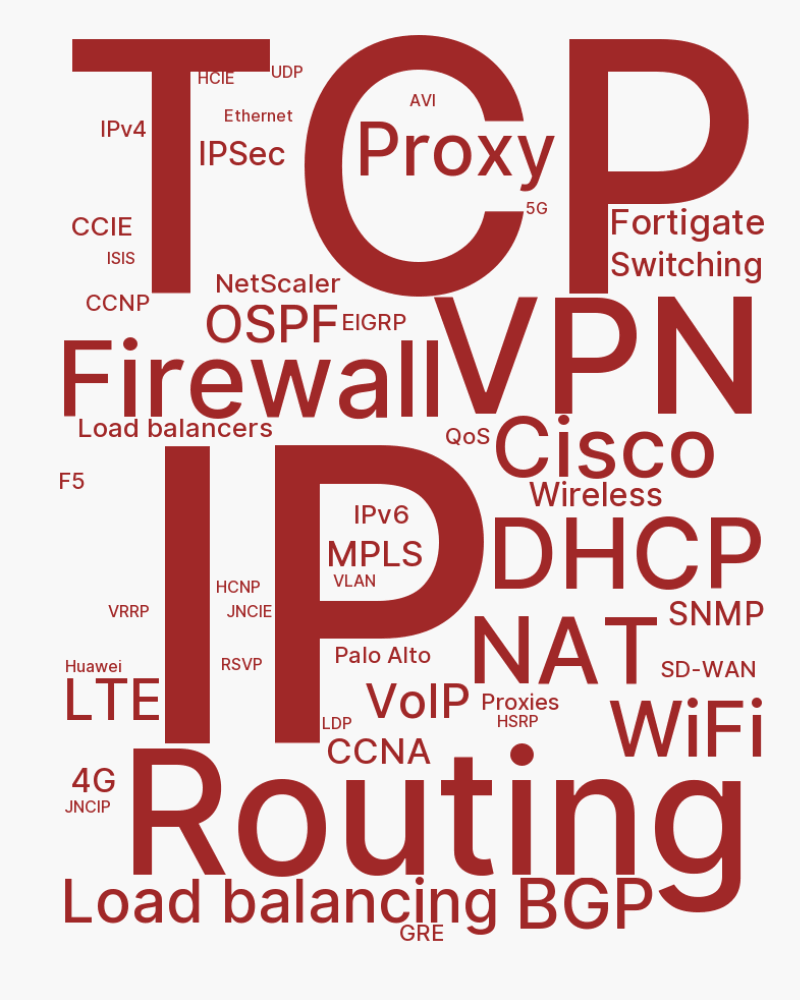 TCP
HCIE
UDP
AVI
Ethernet
IPv4
IPSec
Proxy
5G
CCIE
Fortigate
ISIS
Switching
NetScaler
CCNP
OSPF
EIGRP
VPN
Firewall
Load balancers
QoS
Cisco
F5
Wireless
IP
IPv6
MPLS
VLAN
DHCP
HCNP
VRRP
JNCIE
SNMP
NAT
Palo Alto
Huawei
RSVP
SD-WAN
LTE
VoIP
Proxies
HSRP
LDP
WiFi
CCNA
4G
JNCIP
Routing
Load balancing
BGP
GRE